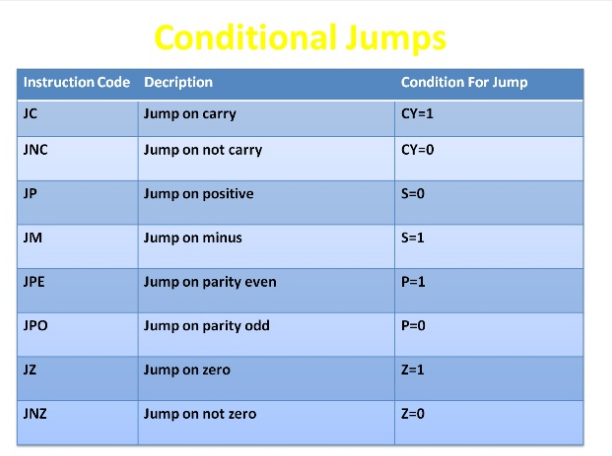 Conditional Jumps
Instruction Code Decription Condition For Jump
JC Jump on carry CY=1
JNC Jump on not carry CY=0
JP Jump on positive S=0
JM Jump on minus S=1
JPE Jump on parity even P=1
JPO Jump on parity odd P=0
JZ Jump on zero Z=1
JNZ Jump on not zero Z=0